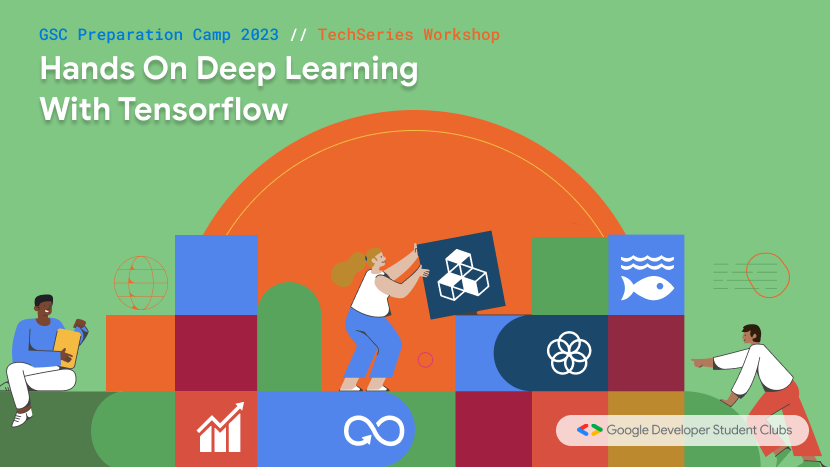 GSC Preparation Camp 2023 // TechSeries Workshop
Hands On Deep Learning
With Tensorflow
Google Developer Student Clubs